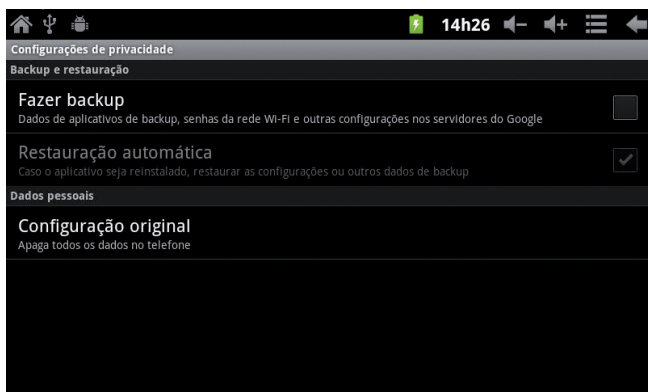 14h26
Configurações de privacidade
Backup e restauração
Fazer backup
Dados de aplicativos de backup, senhas da rede Wi-Fi e outras configurações nos servidores do Google
Restauração automática
Caso o aplicativo seja reinstalado, restaurar as configurações ou outros dados de backup
Dados pessoais
Configuração original
Apaga todos os dados no telefone